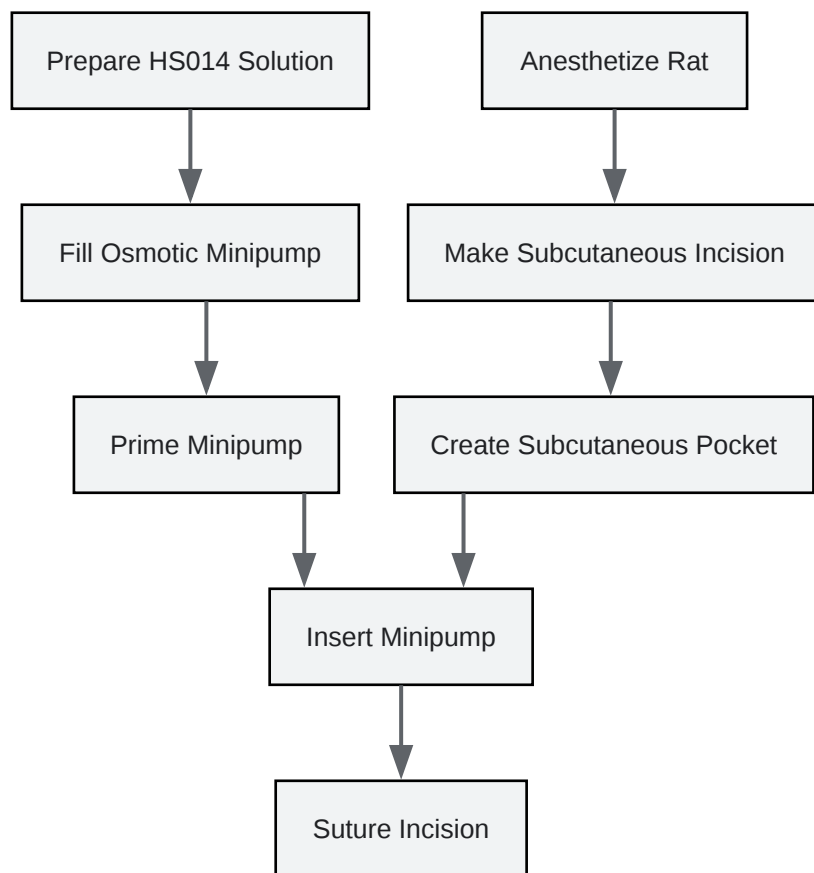 Prepare HS014 Solution
Anesthetize Rat
Fill Osmotic Minipump
Make Subcutaneous Incision
Prime Minipump
Create Subcutaneous Pocket
Insert Minipump
Suture Incision